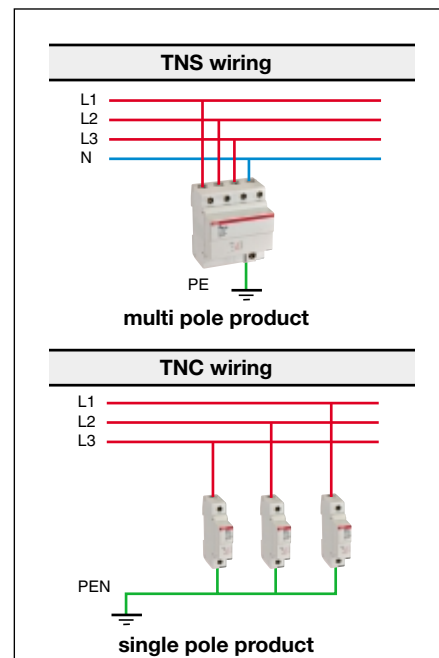 TNS wiring
L1
L2
L3
N
PE
multi pole product
TNC wiring
L1
L2
L3
PEN
single pole product